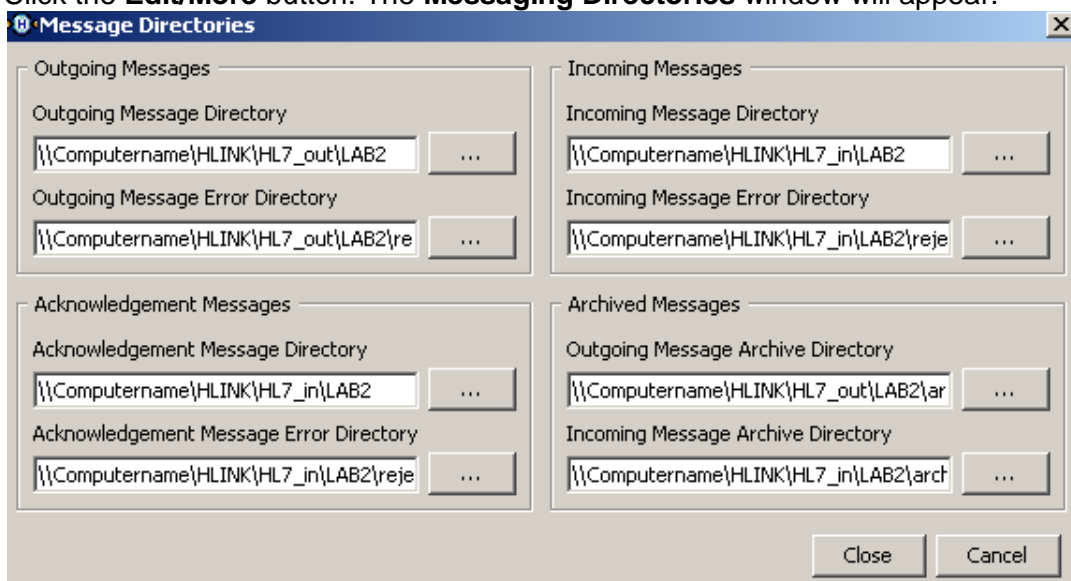 Click the Edit/More button. The Messaging Directories window will appear.
Message Directories
Outgoing Messages
Outgoing Message Directory
\\Computername\HLINK\HL7_out\LAB2 ...
Outgoing Message Error Directory
\\Computername\HLINK\HL7_out\LAB2\re ...
Incoming Messages
Incoming Message Directory
\\Computername\HLINK\HL7_in\LAB2 ...
Incoming Message Error Directory
\\Computername\HLINK\HL7_in\LAB2\reje ...
Acknowledgement Messages
Acknowledgement Message Directory
\\Computername\HLINK\HL7_in\LAB2 ...
Acknowledgement Message Error Directory
\\Computername\HLINK\HL7_in\LAB2\reje ...
Archived Messages
Outgoing Message Archive Directory
\\Computername\HLINK\HL7_out\LAB2\ar ...
Incoming Message Archive Directory
\\Computername\HLINK\HL7_in\LAB2\arch ...
Close Cancel